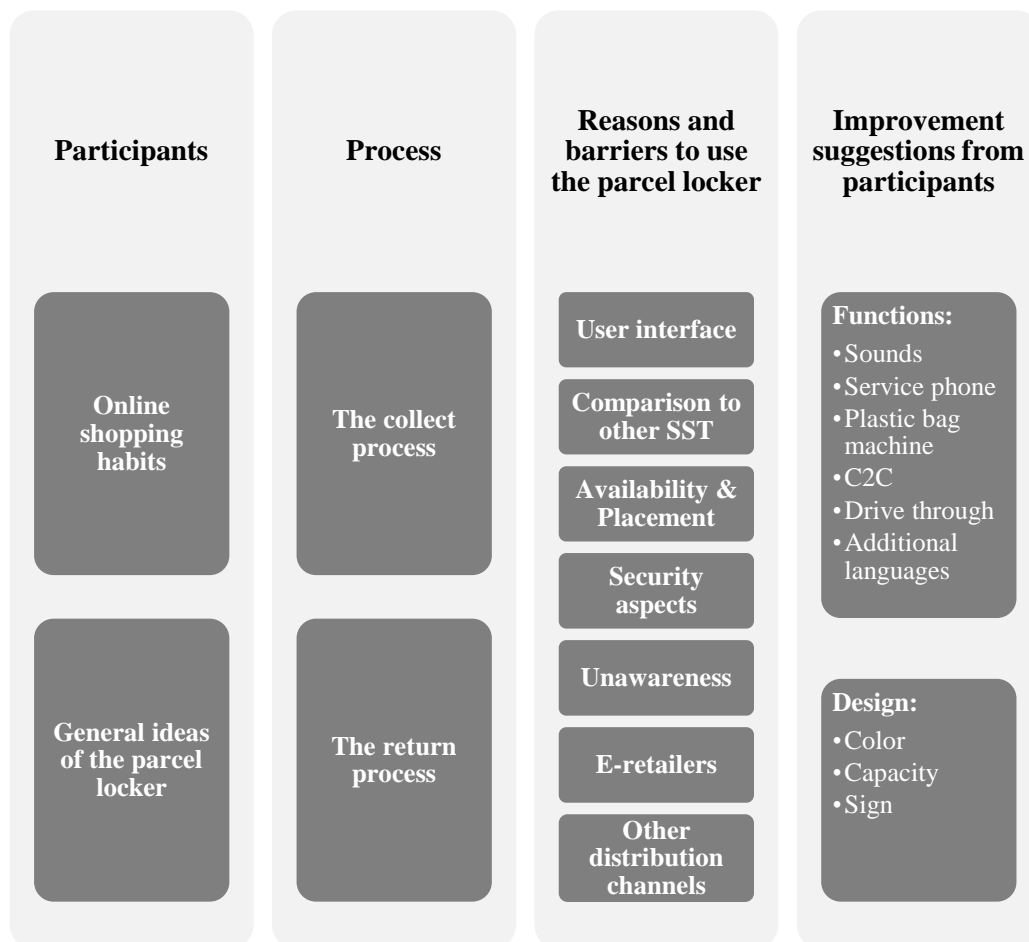 Participants
Online
shopping
habits
General ideas
of the parcel
locker
Process
The collect
process
The return
process
Reasons and
barriers to use
the parcel locker
User interface
Comparison to
other SST
Availability &
Placement
Security
aspects
Unawareness
E-retailers
Other
distribution
channels
Improvement
suggestions from
participants
Functions:
•Sounds
•Service phone
•Plastic bag
machine
•C2C
•Drive through
•Additional
languages
Design:
•Color
•Capacity
•Sign